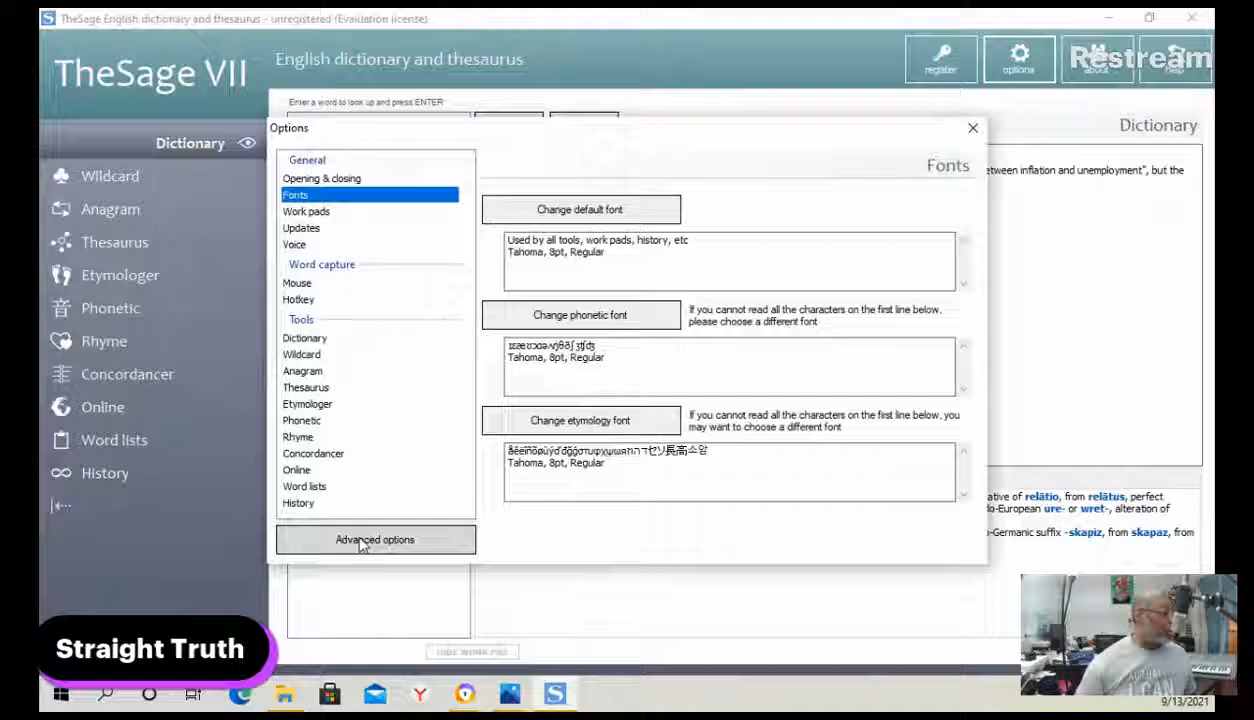 TheSage English dictionary and thesaurus - unregistered (Evaluation license)
TheSage VII
English dictionary and thesaurus
register
options
about
help
Restream
Enter a word to look up and press ENTER
Dictionary
Dictionary
Wildcard
Anagram
Thesaurus
Etymologer
Phonetic
Rhyme
Concordancer
Online
Word lists
History
Options
General
Opening & closing
Fonts
Work pads
Updates
Voice
Word capture
Mouse
Hotkey
Tools
Dictionary
Wildcard
Anagram
Thesaurus
Etymologer
Phonetic
Rhyme
Concordancer
Online
Word lists
History
Advanced options
Fonts
Change default font
Used by all tools, work pads, history, etc
Tahoma, 8pt, Regular
Change phonetic font
If you cannot read all the characters on the first line below,
please choose a different font
Tahoma, 8pt, Regular
Change etymology font
If you cannot read all the characters on the first line below, you
may want to choose a different font
Tahoma, 8pt, Regular
etween inflation and unemployment", but the
ative of relātio, from relātus, perfect
do-European ure- or wret-, alteration of
o-Germanic suffix -skapiz, from skapaz, from
HIDE WORK PAD
Straight Truth
I CAN
9/13/2021